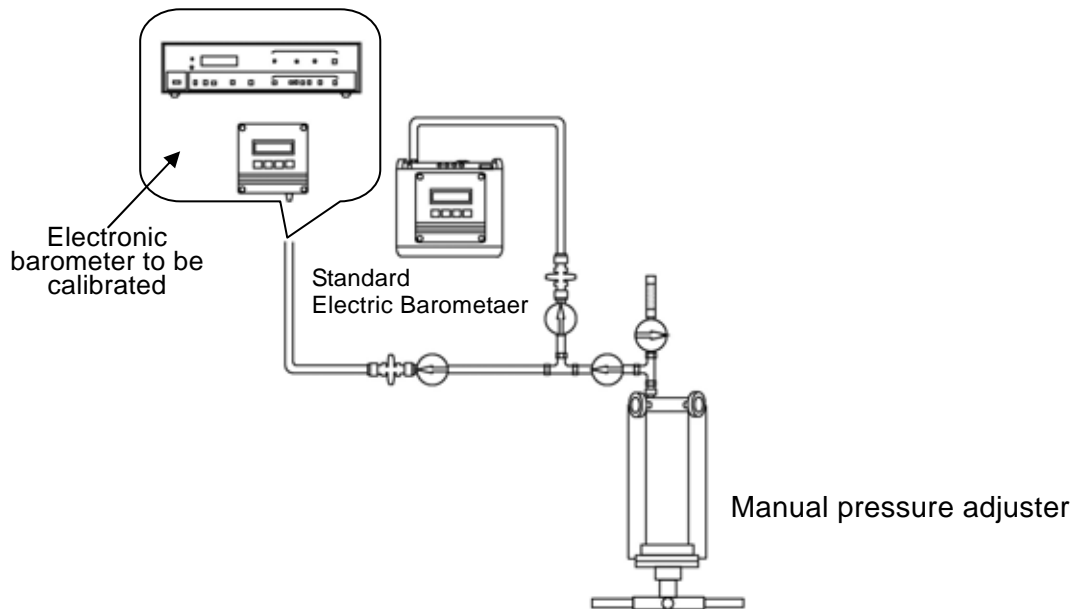 Electronic
barometer to be
calibrated
Standard
Electric Barometaer
Manual pressure adjuster